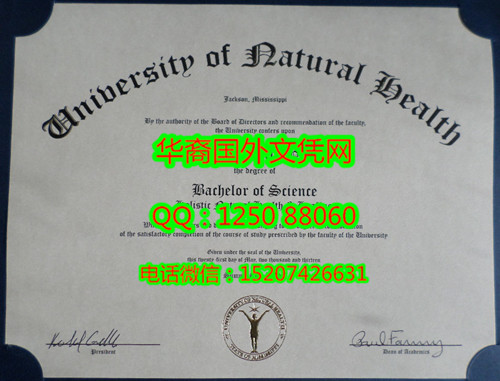 University of Natural Health
Jackson, Mississippi
By the authority of the Board of Directors and recommendation of the faculty,
the University confers upon
华裔国外文凭网
the degree of
Bachelor of Science
QQ：1250 88060
of the satisfactory completion of the course of study prescribed by the faculty of the University
Given under the seal of the University,
this twenty-first day of May, two thousand and thirteen.
电话微信：15207426631
President
UNIVERSITY OF NATURAL HEALTH
Dean of Academics